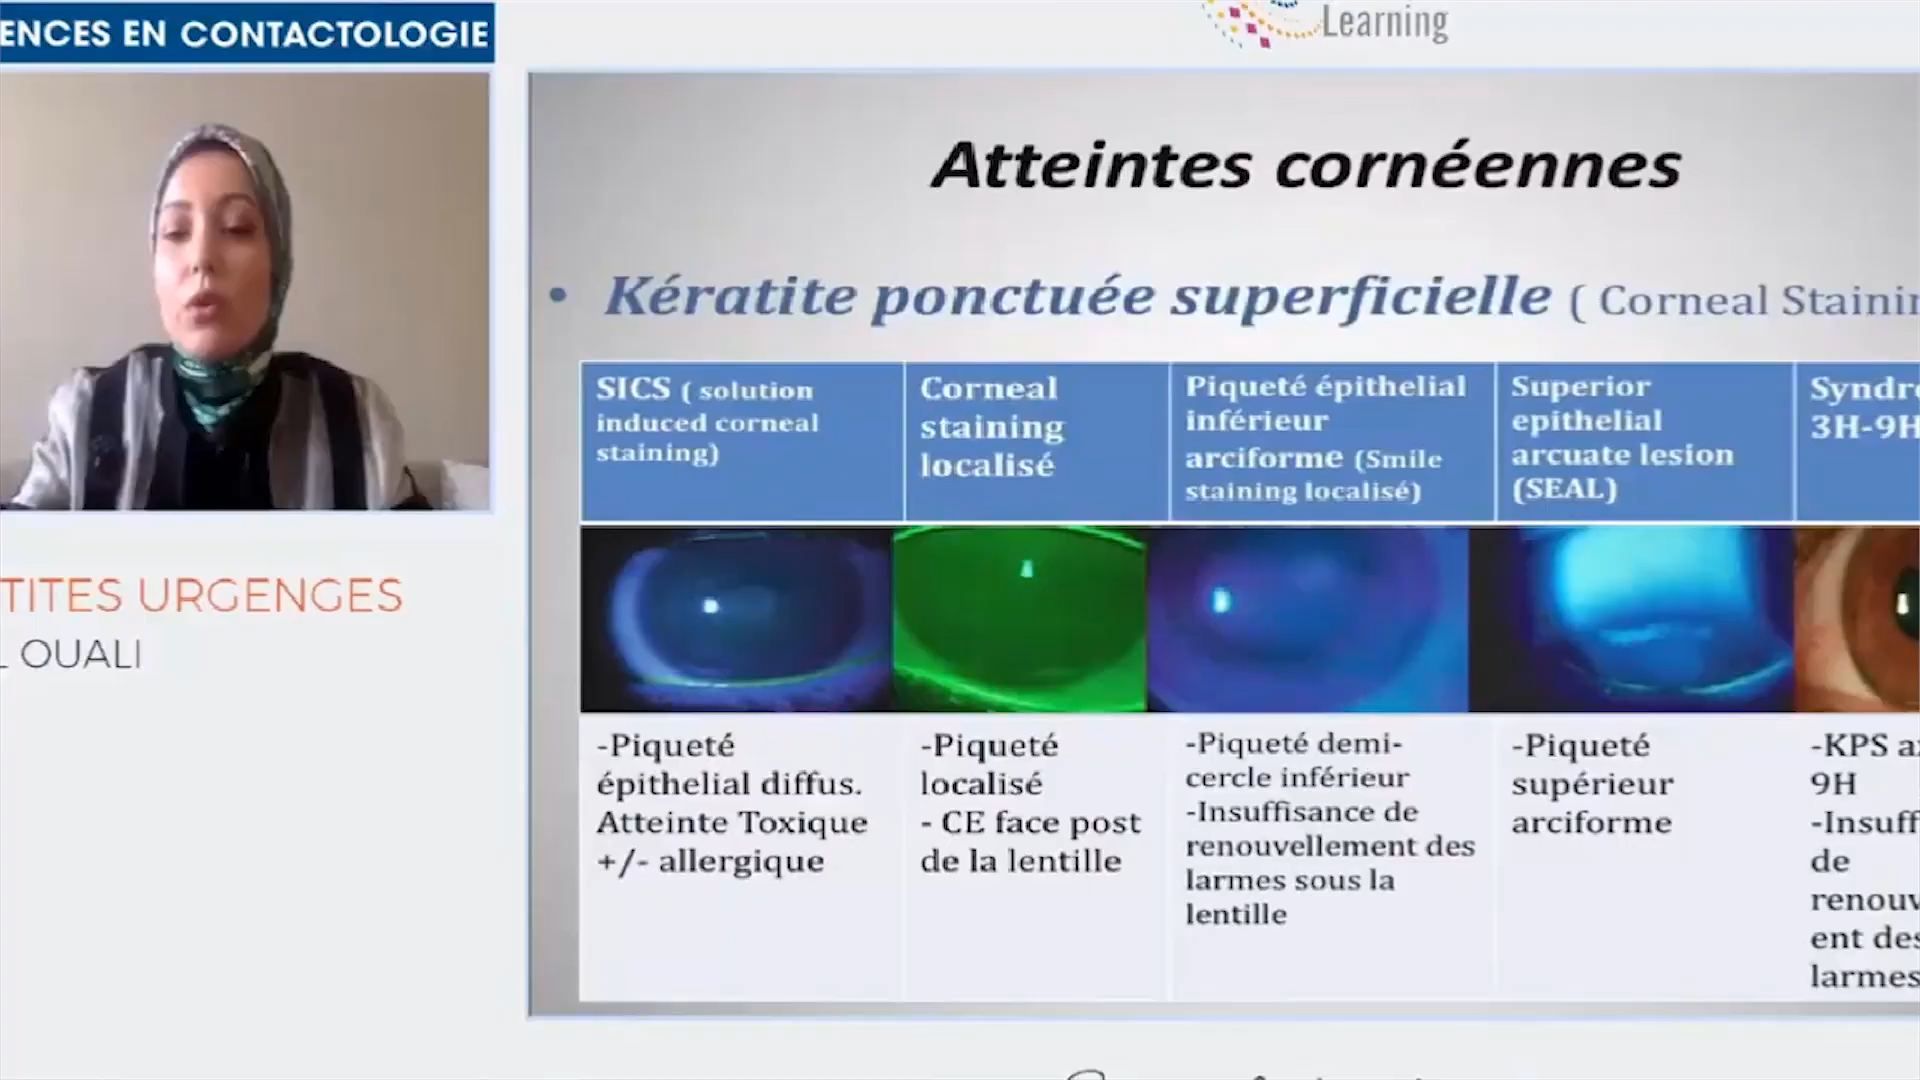 ENCES EN CONTACTOLOGIE
Learning
TITES URGENGES
L OUALI
Atteintes cornéennes
• Kératite ponctuée superficielle ( Corneal Stainin
SICS ( solution
induced corneal
staining)
Corneal
staining
localisé
Piqueté épithelial
inférieur
arciforme (Smile
staining localisé)
Superior
epithelial
arcuate lesion
(SEAL)
Syndro
3H-9H
-Piqueté
épithelial diffus.
Atteinte Toxique
+/- allergique
-Piqueté
localisé
- CE face post
de la lentille
-Piqueté demi-
cercle inférieur
-Insuffisance de
renouvellement des
larmes sous la
lentille
-Piqueté
supérieur
arciforme
-KPS a
9H
-Insuff
de
renouv
ent des
larmes